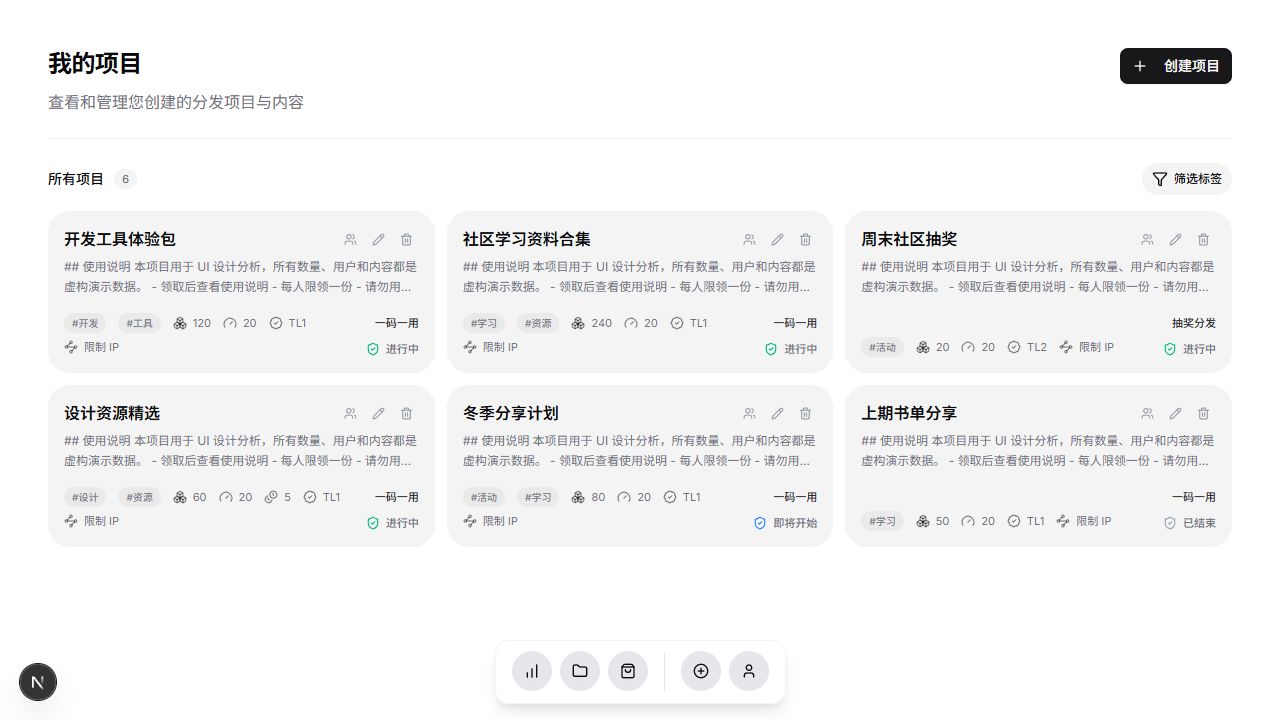 我的项目
创建项目
查看和管理您创建的分发项目与内容
所有项目 6
筛选标签
开发工具体验包
## 使用说明 本项目用于 UI 设计分析，所有数量、用户和内容都是
虚构演示数据。 - 领取后查看使用说明 - 每人限领一份 - 请勿用...
#开发 #工具 120 20 TL1 一码一用
限制 IP 进行中
社区学习资料合集
## 使用说明 本项目用于 UI 设计分析，所有数量、用户和内容都是
虚构演示数据。 - 领取后查看使用说明 - 每人限领一份 - 请勿用...
#学习 #资源 240 20 TL1 一码一用
限制 IP 进行中
周末社区抽奖
## 使用说明 本项目用于 UI 设计分析，所有数量、用户和内容都是
虚构演示数据。 - 领取后查看使用说明 - 每人限领一份 - 请勿用...
抽奖分发
#活动 20 20 TL2 限制 IP 进行中
设计资源精选
## 使用说明 本项目用于 UI 设计分析，所有数量、用户和内容都是
虚构演示数据。 - 领取后查看使用说明 - 每人限领一份 - 请勿用...
#设计 #资源 60 20 5 TL1 一码一用
限制 IP 进行中
冬季分享计划
## 使用说明 本项目用于 UI 设计分析，所有数量、用户和内容都是
虚构演示数据。 - 领取后查看使用说明 - 每人限领一份 - 请勿用...
#活动 #学习 80 20 TL1 一码一用
限制 IP 即将开始
上期书单分享
## 使用说明 本项目用于 UI 设计分析，所有数量、用户和内容都是
虚构演示数据。 - 领取后查看使用说明 - 每人限领一份 - 请勿用...
一码一用
#学习 50 20 TL1 限制 IP 已结束
N